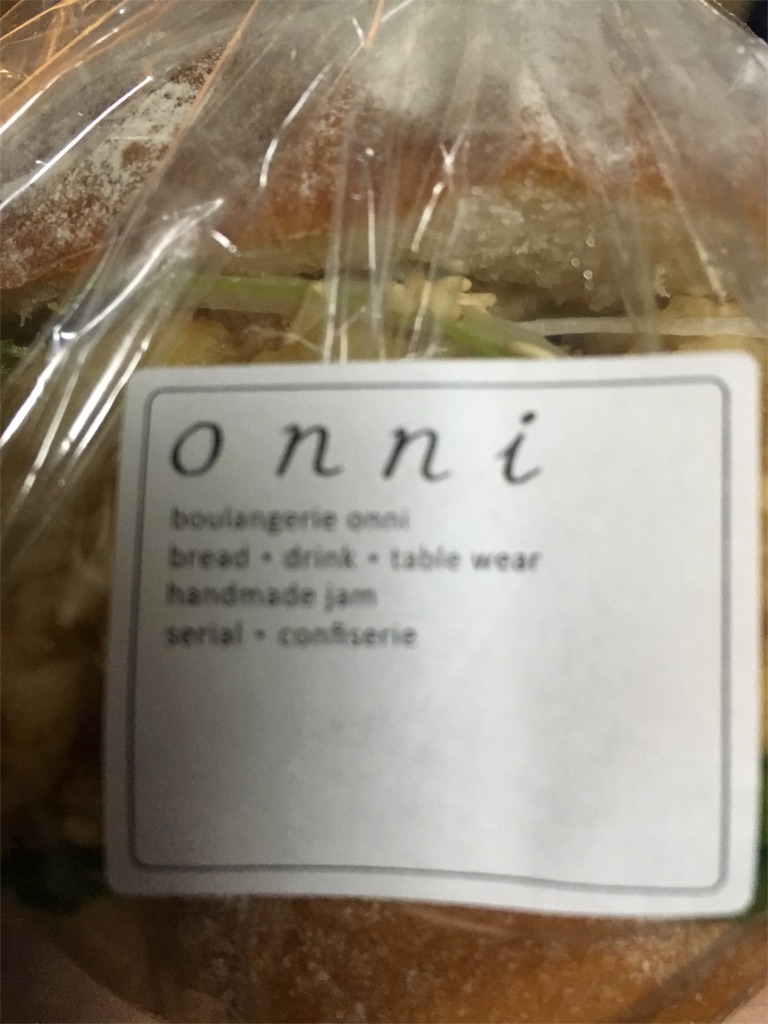 onni
boulangerie onni
bread • drink • table wear
handmade jam
serial • confiserie